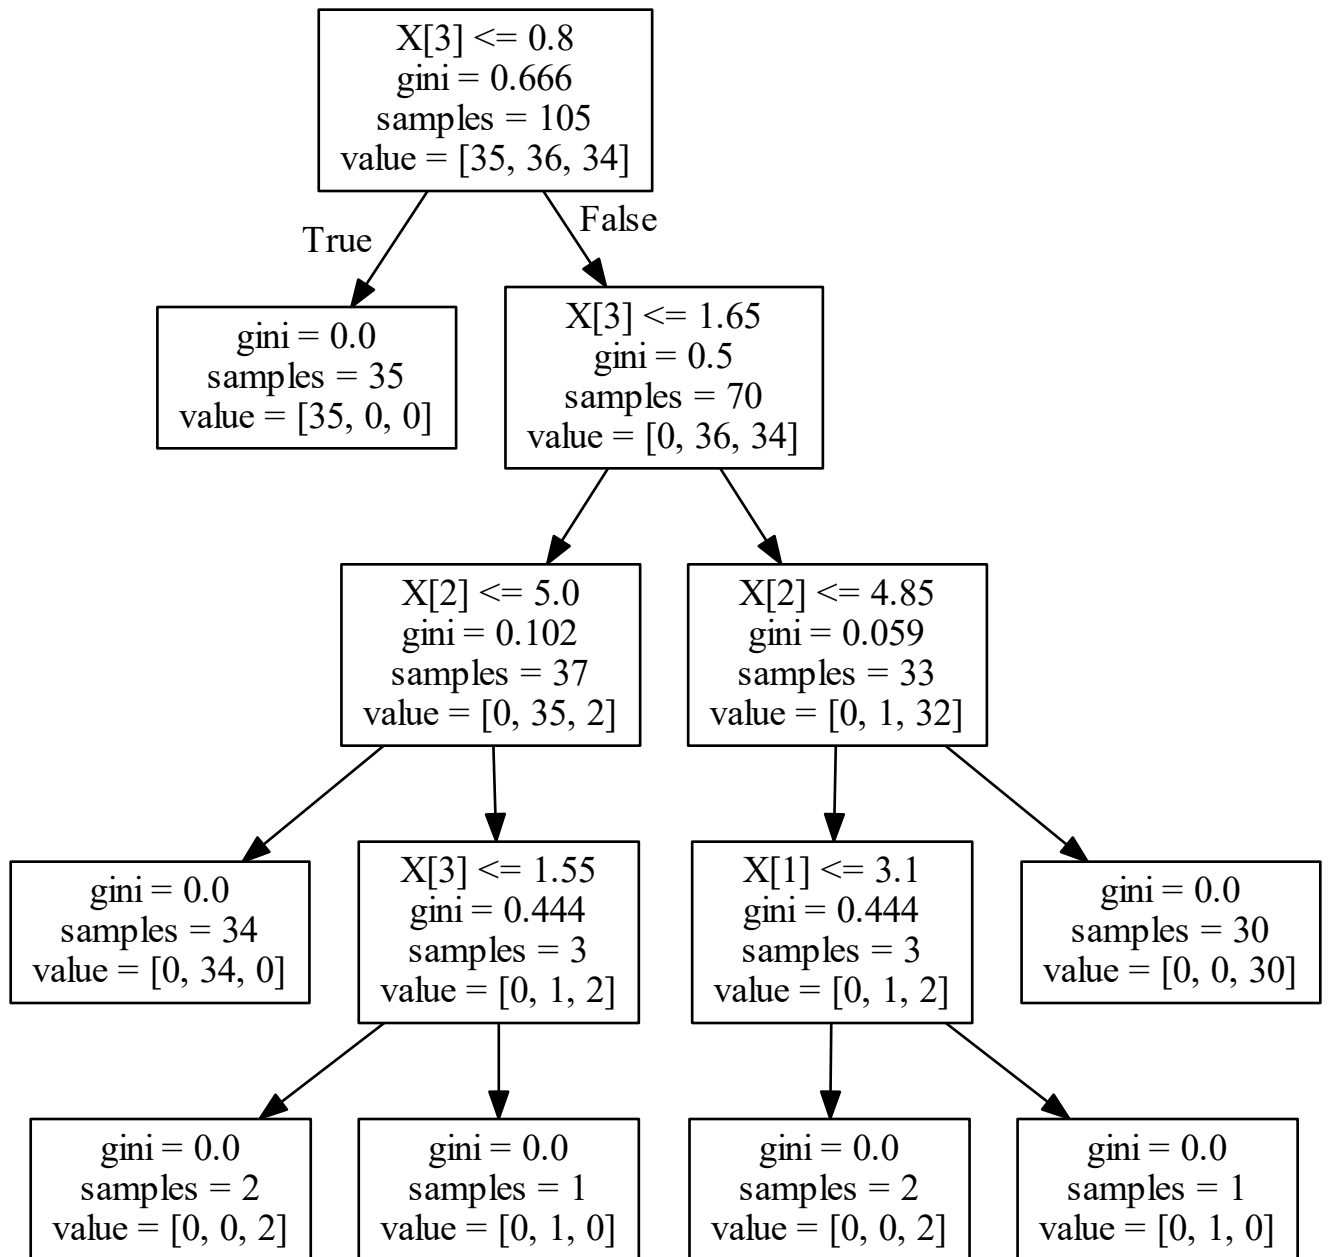 X[3] <= 0.8
gini = 0.666
samples = 105
value = [35, 36, 34]
True
False
gini = 0.0
samples = 35
value = [35, 0, 0]
X[3] <= 1.65
gini = 0.5
samples = 70
value = [0, 36, 34]
X[2] <= 5.0
gini = 0.102
samples = 37
value = [0, 35, 2]
X[2] <= 4.85
gini = 0.059
samples = 33
value = [0, 1, 32]
gini = 0.0
samples = 34
value = [0, 34, 0]
X[3] <= 1.55
gini = 0.444
samples = 3
value = [0, 1, 2]
X[1] <= 3.1
gini = 0.444
samples = 3
value = [0, 1, 2]
gini = 0.0
samples = 30
value = [0, 0, 30]
gini = 0.0
samples = 2
value = [0, 0, 2]
gini = 0.0
samples = 1
value = [0, 1, 0]
gini = 0.0
samples = 2
value = [0, 0, 2]
gini = 0.0
samples = 1
value = [0, 1, 0]